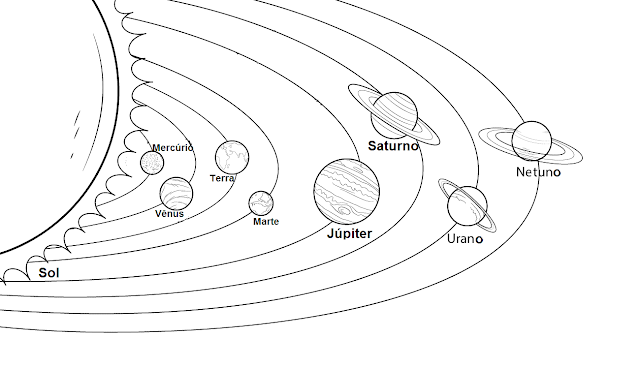 Mercúrio
Vênus
Terra
Marte
Júpiter
Saturno
Urano
Netuno
Sol